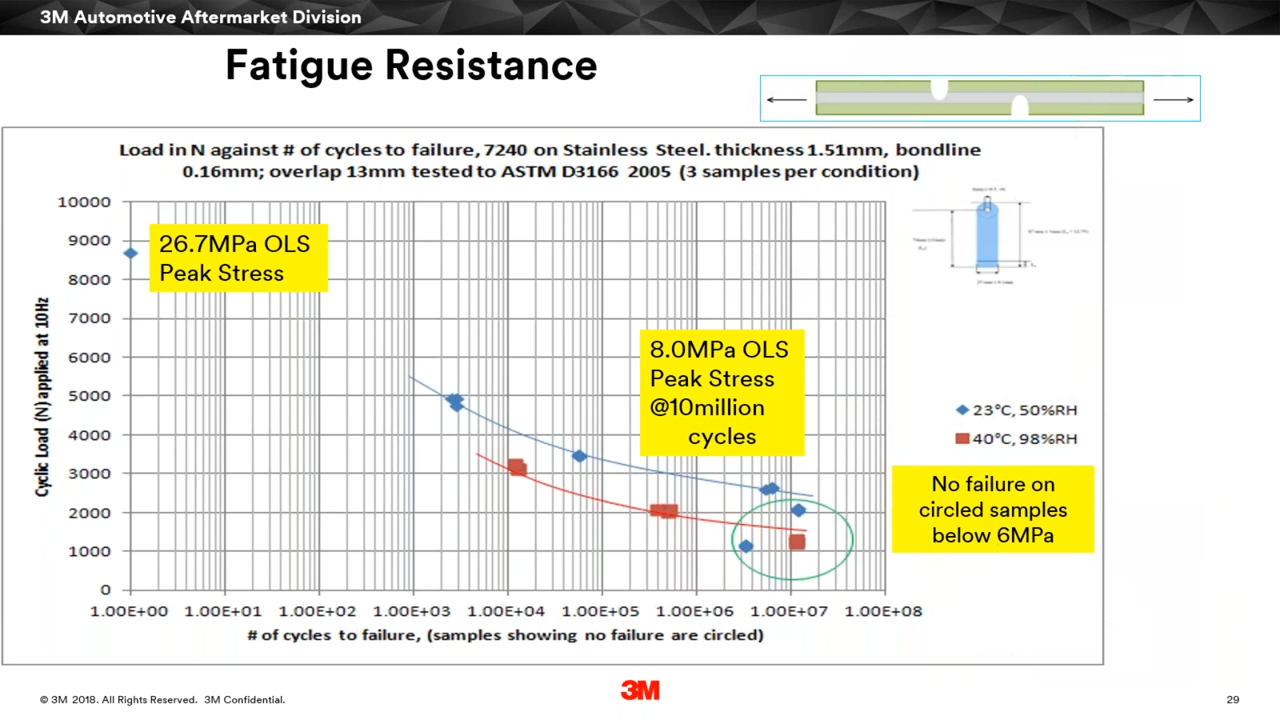 3M Automotive Aftermarket Division
Fatigue Resistance
Load in N against # of cycles to failure, 7240 on Stainless Steel. thickness 1.51mm, bondline
0.16mm; overlap 13mm tested to ASTM D3166 2005 (3 samples per condition)
Cyclic Load (N) applied at 10Hz
10000
9000
8000
7000
6000
5000
4000
3000
2000
1000
0
26.7MPa OLS
Peak Stress
8.0MPa OLS
Peak Stress
@10million
cycles
23°C, 50%RH
40°C, 98%RH
No failure on
circled samples
below 6MPa
1.00E+00 1.00E+01 1.00E+02 1.00E+03 1.00E+04 1.00E+05 1.00E+06 1.00E+07 1.00E+08
# of cycles to failure, (samples showing no failure are circled)
© 3M 2018. All Rights Reserved. 3M Confidential.
3M
29